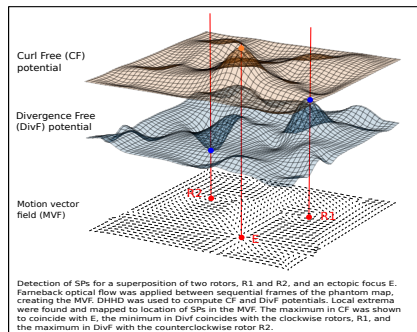 Curl Free (CF)
potential
Divergence Free
(DivF) potential
R2
R1
Motion vector
field (MVF)
E
Detection of SPs for a superposition of two rotors, R1 and R2, and an ectopic focus E.
Farneback optical flow was applied between sequential frames of the phantom map,
creating the MVF. DHHD was used to compute CF and DivF potentials. Local extrema
were found and mapped to location of SPs in the MVF. The maximum in CF was shown
to coincide with E, the minimum in Divf coincides with the clockwise rotors, R1, and
the maximum in DivF with the counterclockwise rotor R2.